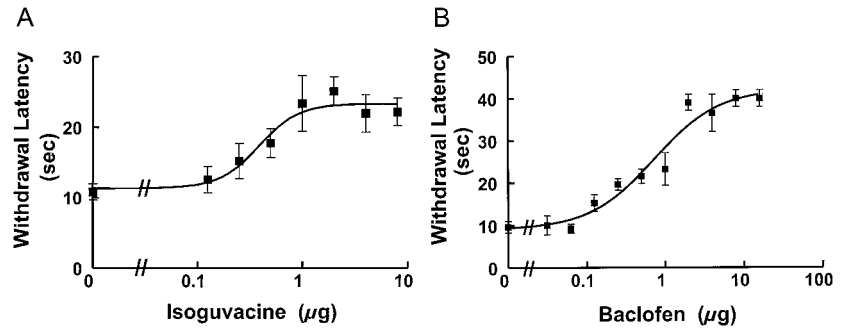 A
30
20
10
0
Withdrawal Latency
(sec)
0 0.1 1 10
Isoguvacine (µg)
B
50
40
30
20
10
0
Withdrawal Latency
(sec)
0 0.1 1 10 100
Baclofen (µg)